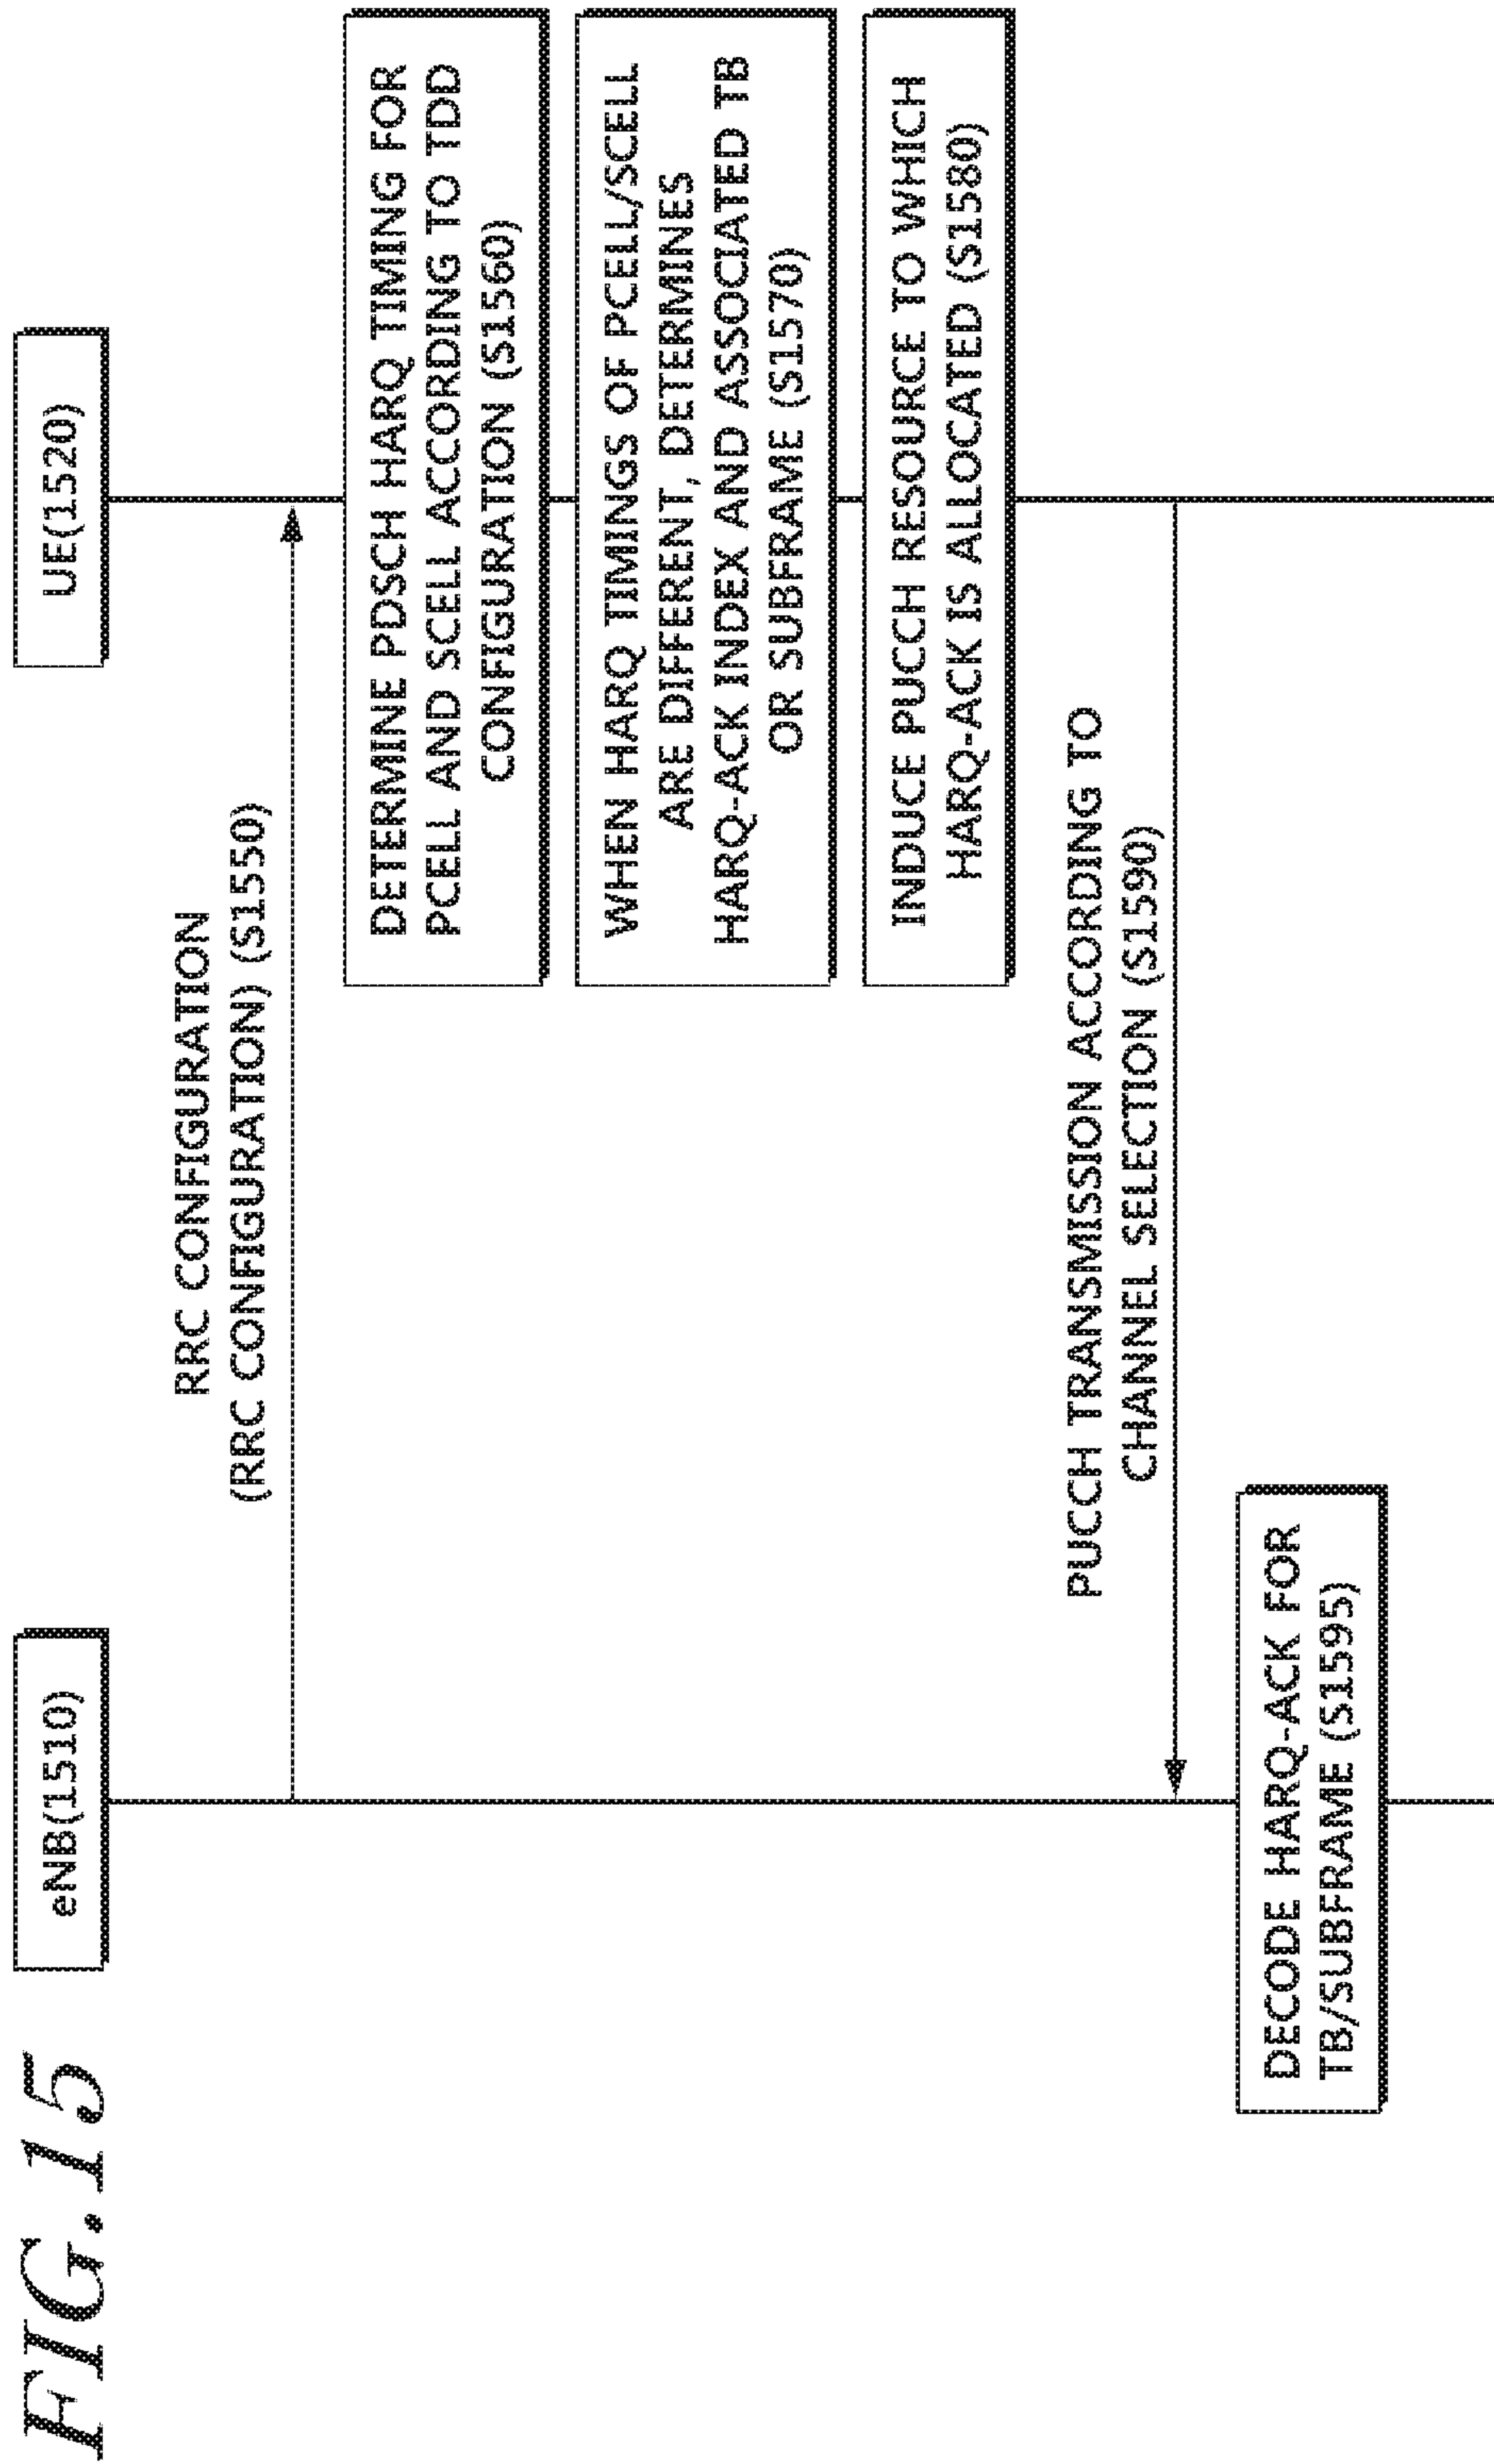 FIG. 15
eNB(1510)
UE(1520)
RRC CONFIGURATION
(RRC CONFIGURATION) (S1550)
DETERMINE PDSCH HARQ TIMING FOR
PCELL AND SCELL ACCORDING TO TDD
CONFIGURATION (S1560)
WHEN HARQ TIMINGS OF PCELL/SCELL
ARE DIFFERENT, DETERMINES
HARQ-ACK INDEX AND ASSOCIATED TB
OR SUBFRAME (S1570)
INDUCE PUCCH RESOURCE TO WHICH
HARQ-ACK IS ALLOCATED (S1580)
PUCCH TRANSMISSION ACCORDING TO
CHANNEL SELECTION (S1590)
DECODE HARQ-ACK FOR
TB/SUBFRAME (S1595)